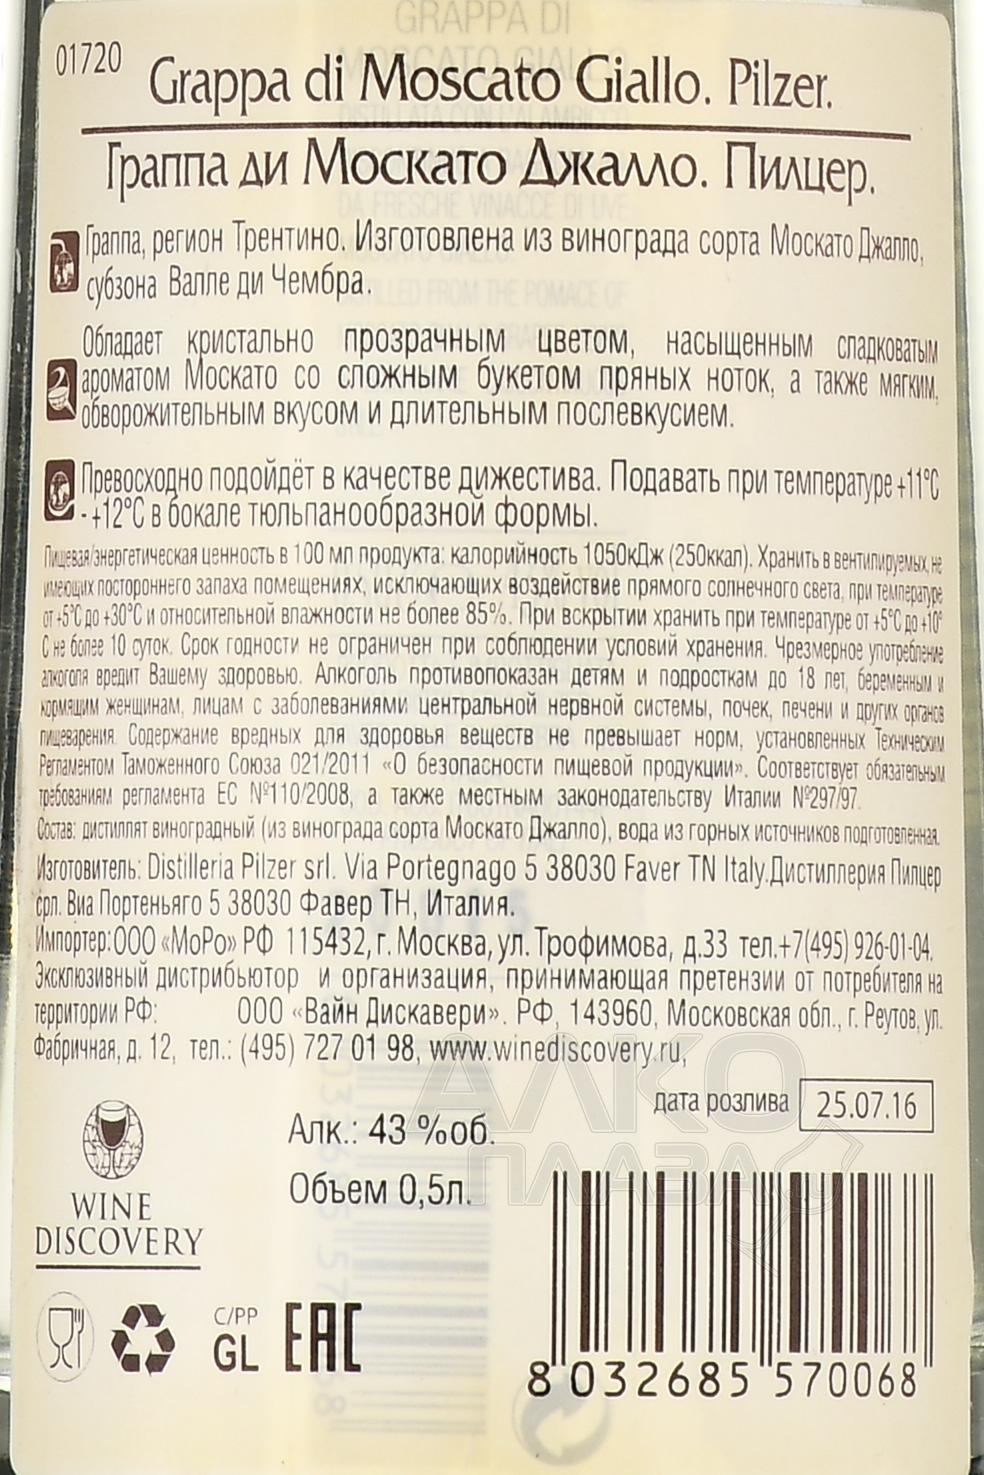 01720
Grappa di Moscato Giallo. Pilzer.
Граппа ди Москато Джалло. Пилцер.
Граппа, регион Трентино. Изготовлена из винограда сорта Москато Джалло,
субзона Валле ди Чембра.
Обладает кристально прозрачным цветом, насыщенным сладковатым
ароматом Москато со сложным букетом пряных ноток, а также мягким,
обворожительным вкусом и длительным послевкусием.
Превосходно подойдёт в качестве дижестива. Подавать при температуре +11°C
- +12°C в бокале тюльпанообразной формы.
Пищевая/энергетическая ценность в 100 мл продукта: калорийность 1050кДж (250ккал). Хранить в вентилируемых, не
имеющих постороннего запаха помещениях, исключающих воздействие прямого солнечного света, при температуре
от +5°C до +30°C и относительной влажности не более 85%. При вскрытии хранить при температуре от +5°C до +10°
C не более 10 суток. Срок годности не ограничен при соблюдении условий хранения. Чрезмерное употребление
алкоголя вредит Вашему здоровью. Алкоголь противопоказан детям и подросткам до 18 лет, беременным и
кормящим женщинам, лицам с заболеваниями центральной нервной системы, почек, печени и других органов
пищеварения. Содержание вредных для здоровья веществ не превышает норм, установленных Техническим
Регламентом Таможенного Союза 021/2011 «О безопасности пищевой продукции». Соответствует обязательным
требованиям регламента ЕС №110/2008, а также местным законодательству Италии №297/97.
Состав: дистиллят виноградный (из винограда сорта Москато Джалло), вода из горных источников подготовленная.
Изготовитель: Distilleria Pilzer srl. Via Portegnago 5 38030 Faver TN Italy.Дистиллерия Пилцер
срл. Виа Портеньяго 5 38030 Фавер ТН, Италия.
Импортер:ООО «МоРо» РФ 115432, г. Москва, ул. Трофимова, д.33 тел.+7(495) 926-01-04.
Эксклюзивный дистрибьютор и организация, принимающая претензии от потребителя на
территории РФ: ООО «Вайн Дискавери». РФ, 143960, Московская обл., г. Реутов, ул.
Фабричная, д. 12, тел.: (495) 727 01 98, www.winediscovery.ru,
дата розлива 25.07.16
Алк.: 43 %об.
Объем 0,5л.
WINE
DISCOVERY
C/PP
GL
EAC
8 032685 570068
АЛКО
ПЛАЗА